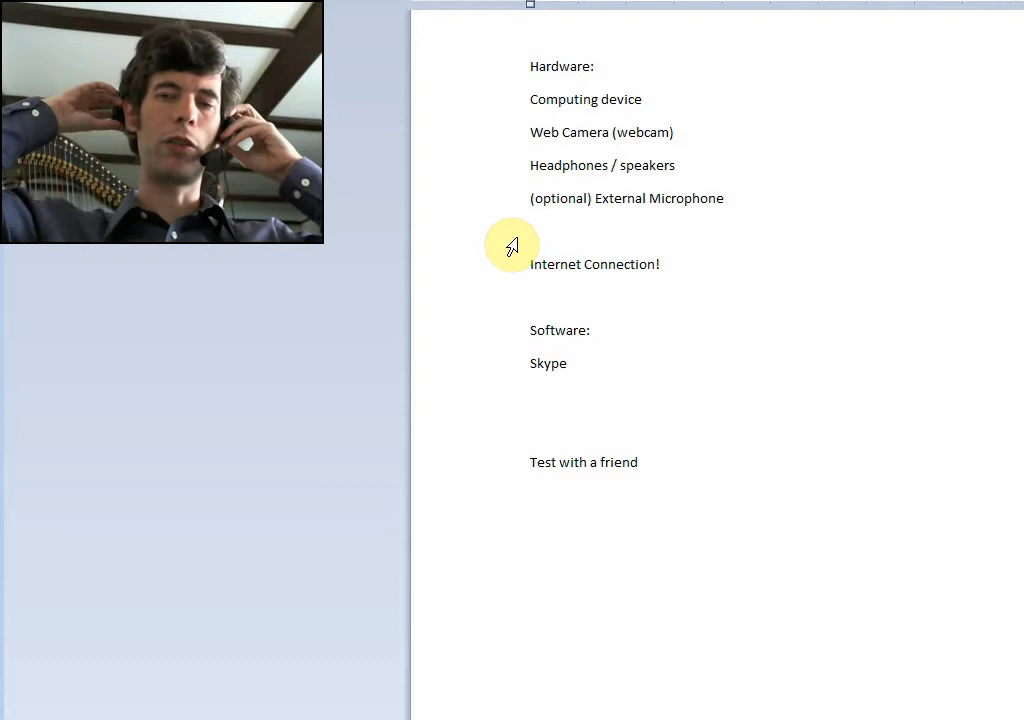 Hardware:
Computing device
Web Camera (webcam)
Headphones / speakers
(optional) External Microphone
Internet Connection!
Software:
Skype
Test with a friend